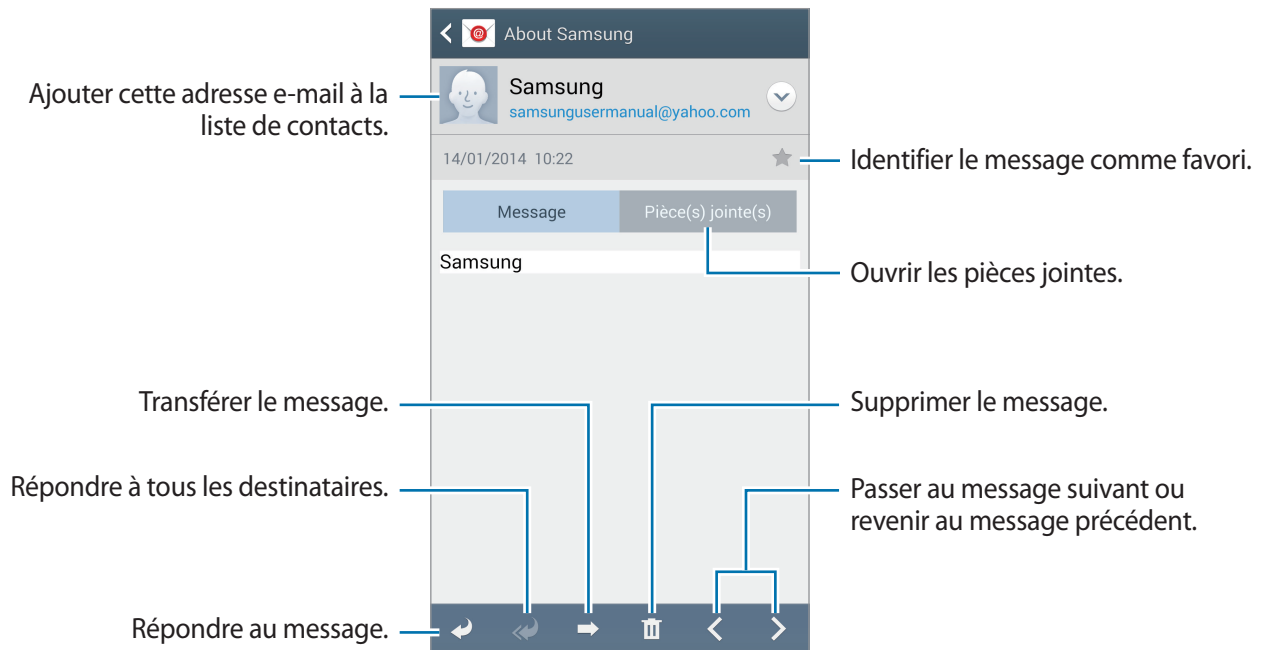 About Samsung
Ajouter cette adresse e-mail à la
liste de contacts.
Samsung
samsungusermanual@yahoo.com
14/01/2014 10:22
Identifier le message comme favori.
Message
Pièce(s) jointe(s)
Samsung
Ouvrir les pièces jointes.
Transférer le message.
Supprimer le message.
Répondre à tous les destinataires.
Passer au message suivant ou
revenir au message précédent.
Répondre au message.